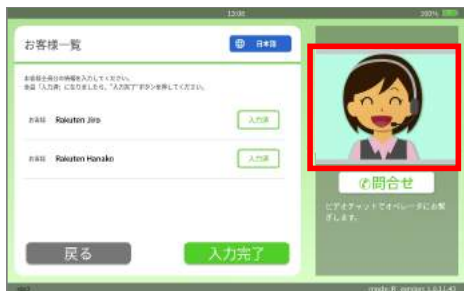 12:08
100%
お客様一覧
日本語
お客様全員分の情報を入力してください。
全員「入力済」になりましたら、"入力完了"ボタンを押してください。
お客様 Rakuten Jiro 入力済
お客様 Rakuten Hanako 入力済
戻る
入力完了
問合せ
ビデオチャットでオペレータにお繋
ぎします。